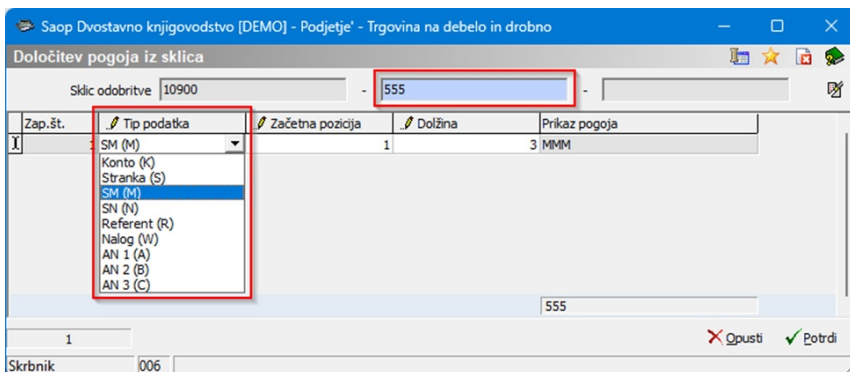 Saop Dvostavno knjigovodstvo [DEMO] - Podjetje' - Trgovina na debelo in drobno
Določitev pogoja iz sklica
Sklic odobritve 10900 - 555 -
Zap.št. Tip podatka Začetna pozicija Dolžina Prikaz pogoja
1 SM (M) 1 3 MMM
Konto (K)
Stranka (S)
SM (M)
SN (N)
Referent (R)
Nalog (W)
AN 1 (A)
AN 2 (B)
AN 3 (C)
555
1 Opusti Potrdi
Skrbnik 006